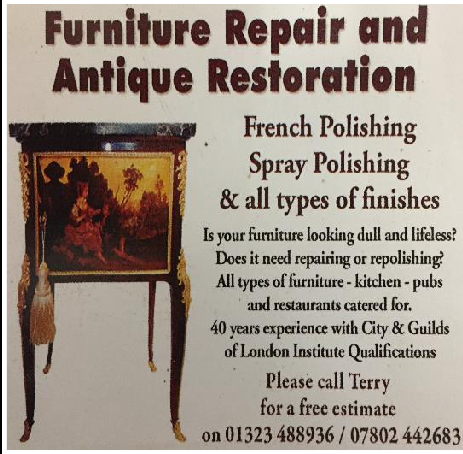 Furniture Repair and
Antique Restoration
French Polishing
Spray Polishing
& all types of finishes
Is your furniture looking dull and lifeless?
Does it need repairing or repolishing?
All types of furniture - kitchen - pubs
and restaurants catered for.
40 years experience with City & Guilds
of London Institute Qualifications
Please call Terry
for a free estimate
on 01323 488936 / 07802 442683